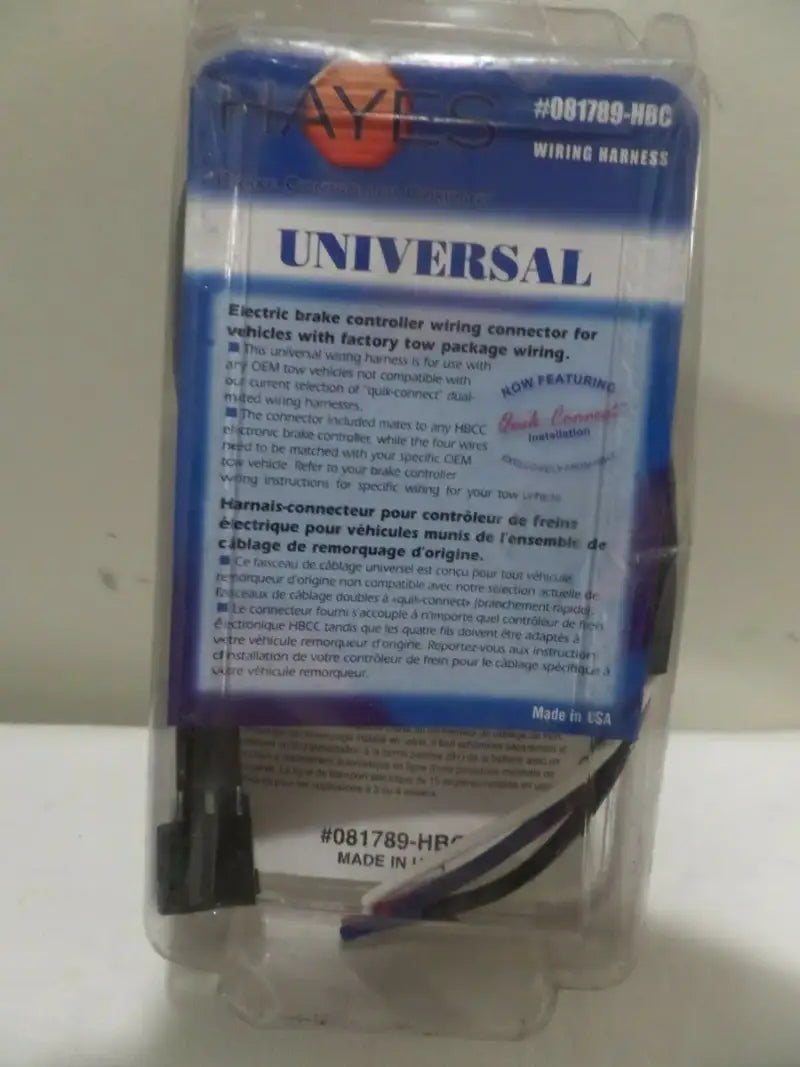 HAYES
#081789-HBC
WIRING HARNESS
UNIVERSAL
Electric brake controller wiring connector for
vehicles with factory tow package wiring.
This universal wiring harness is for use with
any OEM tow vehicles not compatible with
our current selection of "quik-connect" dual-
mated wiring harnesses.
The connector included mates to any HBCC
electronic brake controller, while the four wires
need to be matched with your specific OEM
tow vehicle. Refer to your brake controller
wiring instructions for specific wiring for your tow vehicle.
NOW FEATURING
Quik-Connect
Installation
Harnais-connecteur pour contrôleur de freins
électrique pour véhicules munis de l'ensemble de
câblage de remorquage d'origine.
Ce faisceau de câblage universel est conçu pour tout véhicule
remorqueur d'origine non compatible avec notre sélection actuelle de
faisceaux de câblage doubles à «quik-connect» (branchement rapide).
Le connecteur fourni s'accouple à n'importe quel contrôleur de frein
électronique HBCC tandis que les quatre fils doivent être adaptés à
votre véhicule remorqueur d'origine. Reportez-vous aux instructions
d'installation de votre contrôleur de frein pour le câblage spécifique à
votre véhicule remorqueur.
Made in USA
#081789-HBC
MADE IN